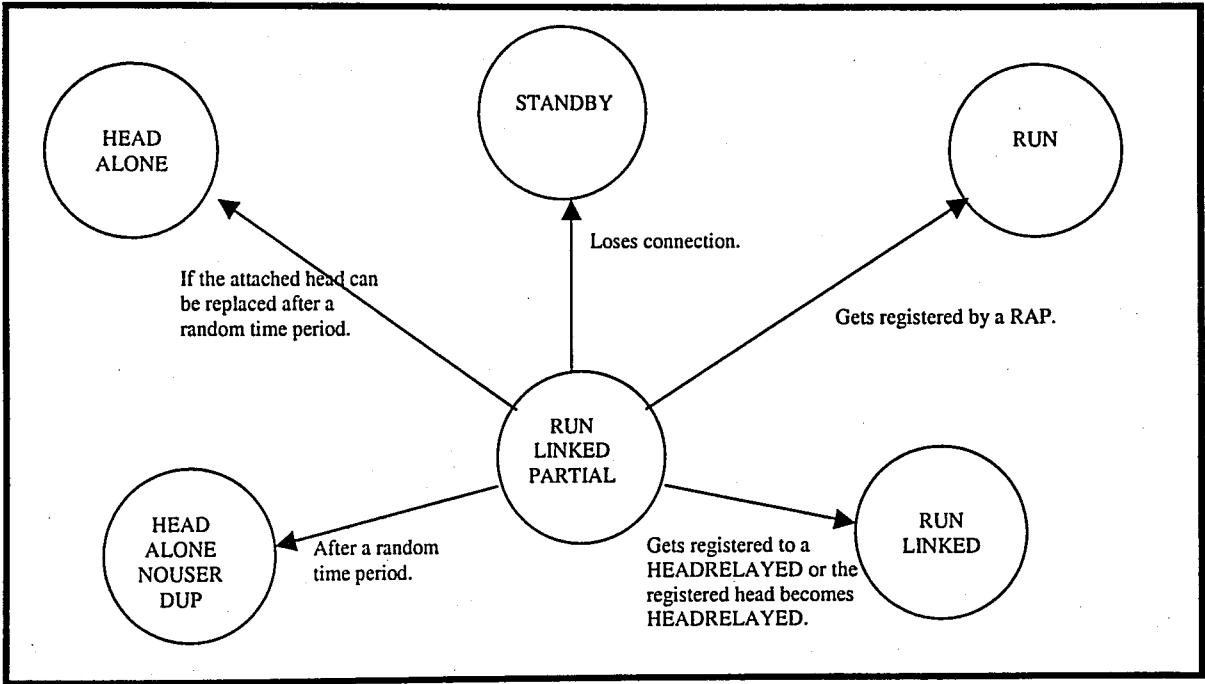 STANDBY
HEAD
ALONE
RUN
Loses connection.
If the attached head can
be replaced after a
random time period.
Gets registered by a RAP.
RUN
LINKED
PARTIAL
HEAD
ALONE
NOUSER
DUP
After a random
time period.
Gets registered to a
HEADRELAYED or the
registered head becomes
HEADRELAYED.
RUN
LINKED